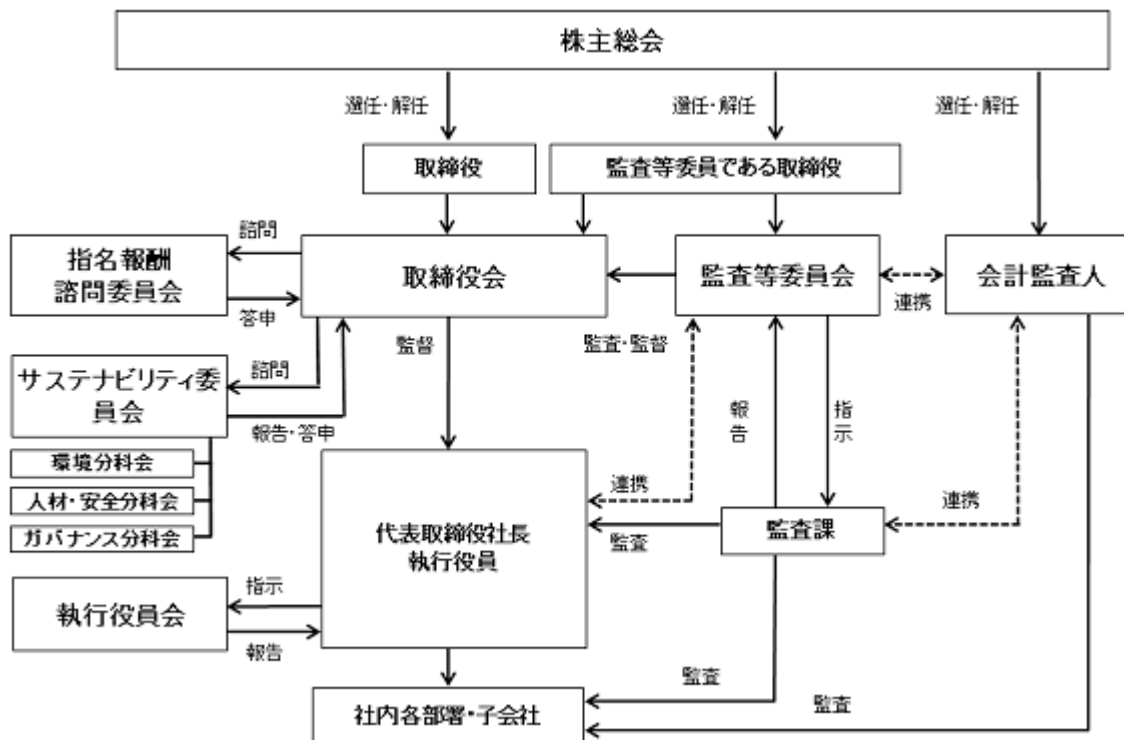 株主総会
選任・解任
選任・解任
選任・解任
取締役
監査等委員である取締役
諮問
指名報酬
諮問委員会
取締役会
監査等委員会
会計監査人
連携
答申
監督
監査・監督
サステナビリティ委
員会
諮問
報告・答申
報
告
指
示
環境分科会
人材・安全分科会
ガバナンス分科会
連携
連携
代表取締役社長
執行役員
監査
監査課
指示
執行役員会
報告
監査
監査
社内各部署・子会社